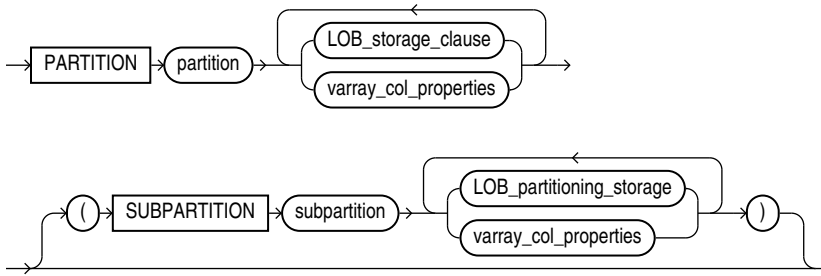 LOB_storage_clause
PARTITION partition
varray_col_properties
LOB_partitioning_storage
( SUBPARTITION subpartition )
varray_col_properties